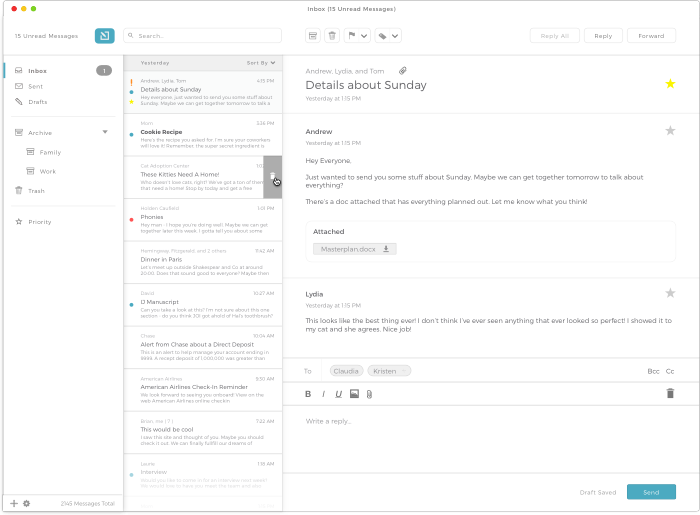 Inbox (15 Unread Messages)
15 Unread Messages
Search...
Reply All
Reply
Forward
Inbox
1
Sent
Drafts
Archive
Family
Work
Trash
Priority
2145 Messages Total
Yesterday
Sort By
Andrew, Lydia, Tom
4:15 PM
Details about Sunday
Hey everyone, just wanted to send you some stuff about
Sunday. Maybe we can get together tomorrow to talk a
Mom
3:36 PM
Cookie Recipe
Here's the recipe you asked for. I'm sure your coworkers
will love it! Remember, the super secret ingredient is
Cat Adoption Center
These Kitties Need A Home!
Who doesn't love cats, right? We've got a ton of them
that need a home! Stop by today and get a free
Holden Caulfield
3:01 PM
Phonies
Hey man - I hope you're doing well. Maybe we can get
together later this week. I gotta tell you about some
Hemingway, Fitzgerald, and 2 others
11:42 AM
Dinner in Paris
Let's meet up outside Shakespear and Co at around
20:00. Does that sound good to everyone? Maybe then
David
10:27 AM
O Manuscript
Can you take a look at this? I'm not sure about this one
session - do you think 3D1 got ahold of Hal's toothbrush?
Chase
10:04 AM
Alert from Chase about a Direct Deposit
This is an alert to help manage your account ending in
9999. A receipt deposit of 1,000,000 was greater than
American Airlines
8:50 AM
American Airlines Check-In Reminder
We look forward to seeing you onboard! View on the
web American Airlines online checkin
Brian, me ( 7 )
7:22 AM
This would be cool
I saw this site and thought of you. Maybe you should
check it out. We can finally fulfill our dreams of
Laurie
1:18 AM
Interview
Would you like to come in for an interview next week?
We would love to have you meet the team and also
Andrew, Lydia, and Tom
Details about Sunday
Yesterday at 1:15 PM
Andrew
Yesterday at 1:15 PM
Hey Everyone,
Just wanted to send you some stuff about Sunday. Maybe we can get together tomorrow to talk about
everything?
There's a doc attached that has everything planned out. Let me know what you think!
Attached
Masterplan.docx
Lydia
Yesterday at 1:15 PM
This looks like the best thing ever! I don't think I've ever seen anything that ever looked so perfect! I showed it to
my cat and she agrees. Nice job!
To
Claudia
Kristen
Bcc
Cc
B I U
Write a reply...
Draft Saved
Send